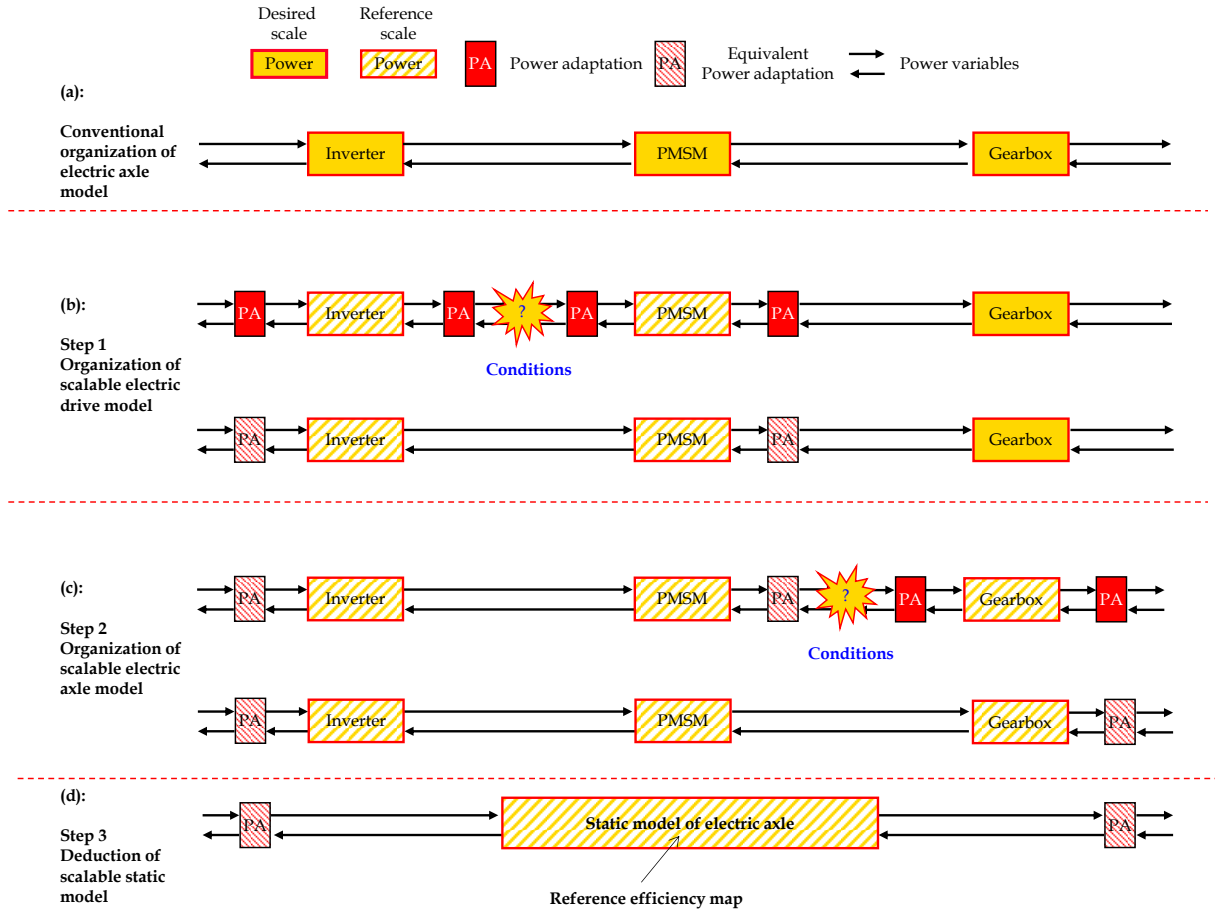 Desired
scale
Reference
scale
Power
Power
PA
Power adaptation
PA
Equivalent
Power adaptation
Power variables
(a):
Conventional
organization of
electric axle
model
Inverter
PMSM
Gearbox
(b):
Step 1
Organization of
scalable electric
drive model
PA
Inverter
PA
?
PA
PMSM
PA
Gearbox
Conditions
PA
Inverter
PMSM
PA
Gearbox
(c):
Step 2
Organization of
scalable electric
axle model
PA
Inverter
PMSM
PA
?
PA
Gearbox
PA
Conditions
PA
Inverter
PMSM
Gearbox
PA
(d):
Step 3
Deduction of
scalable static
model
PA
Static model of electric axle
PA
Reference efficiency map